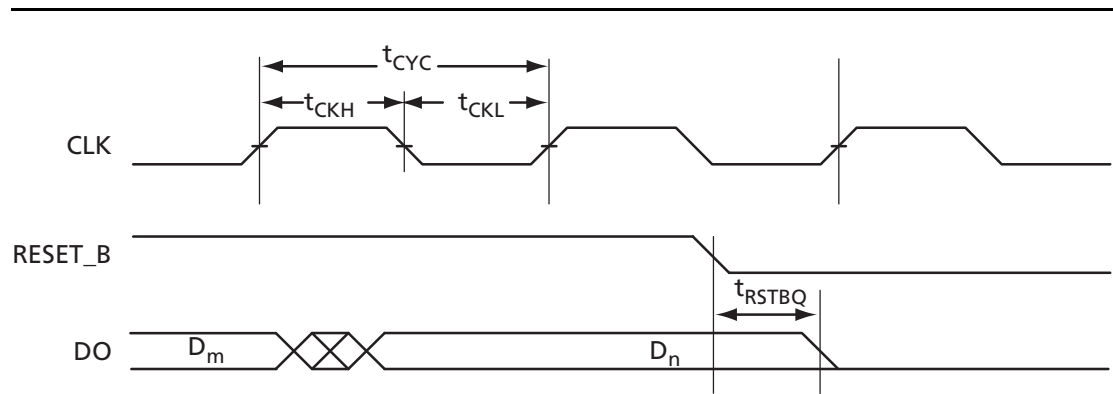 tCYC
tCKH
tCKL
CLK
RESET_B
tRSTBQ
DO
Dm
Dn